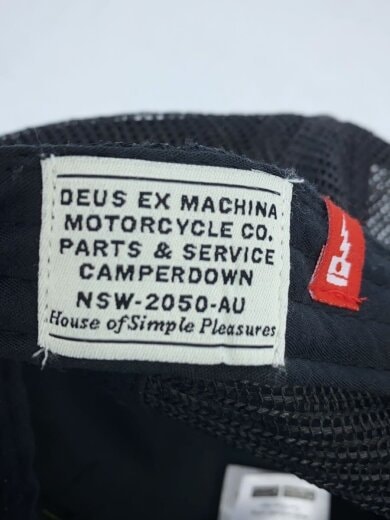 DEUS EX MACHINA
MOTORCYCLE CO.
PARTS & SERVICE
CAMPERDOWN
NSW-2050-AU
House of Simple Pleasures